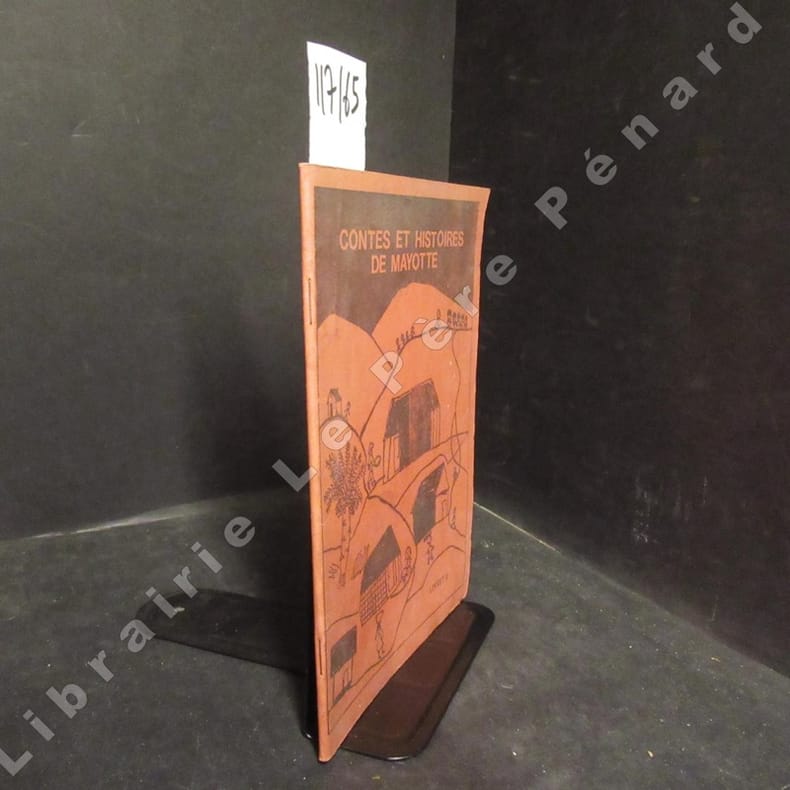 117/65
CONTES ET HISTOIRES
DE MAYOTTE
Librairie Le Père Pénard